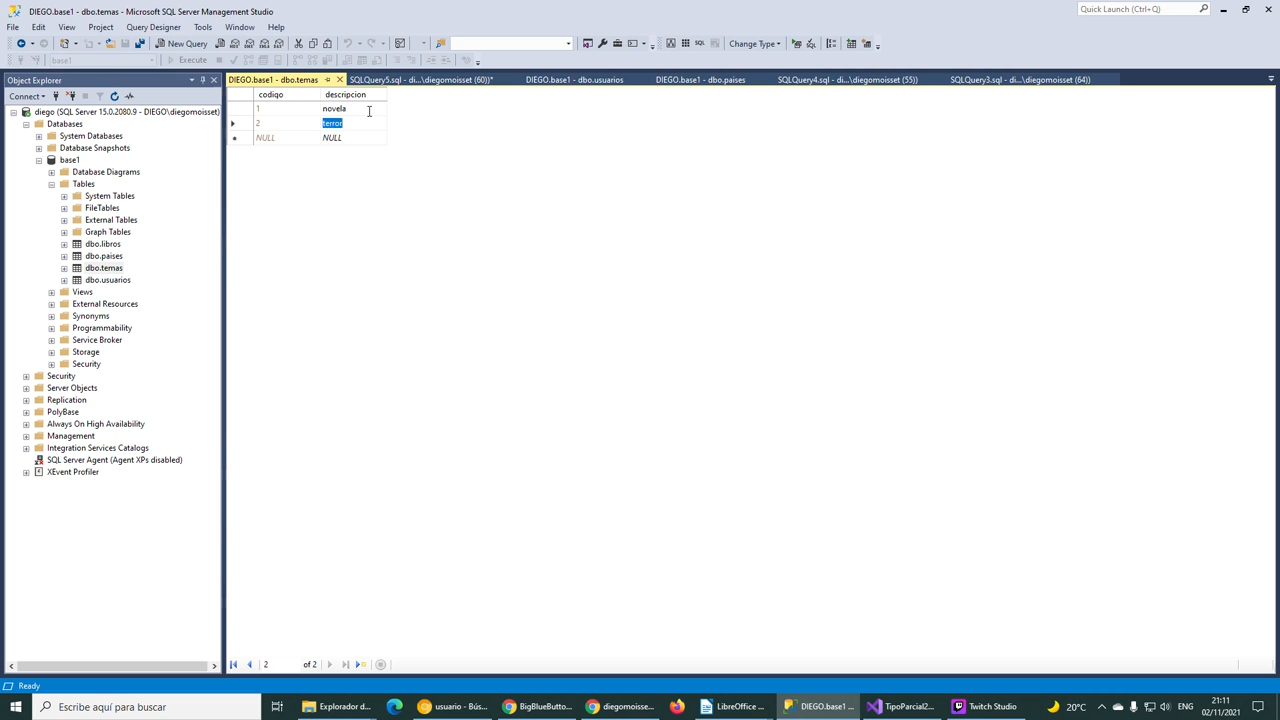 DIEGO.base1 - dbo.temas - Microsoft SQL Server Management Studio
Quick Launch (Ctrl+Q)
File Edit View Project Query Designer Tools Window Help
New Query
Change Type
base1
Execute
Object Explorer
DIEGO.base1 - dbo.temas
SQLQuery5.sql - di...\diegomoisset (60))*
DIEGO.base1 - dbo.usuarios
DIEGO.base1 - dbo.paises
SQLQuery4.sql - di...\diegomoisset (55))
SQLQuery3.sql - di...\diegomoisset (64))
Connect
diego (SQL Server 15.0.2080.9 - DIEGO\diegomoisset)
Databases
System Databases
Database Snapshots
base1
Database Diagrams
Tables
System Tables
FileTables
External Tables
Graph Tables
dbo.libros
dbo.paises
dbo.temas
dbo.usuarios
Views
External Resources
Synonyms
Programmability
Service Broker
Storage
Security
Security
Server Objects
Replication
PolyBase
Always On High Availability
Management
Integration Services Catalogs
SQL Server Agent (Agent XPs disabled)
XEvent Profiler
codigo descripcion
1 novela
2 terror
NULL NULL
2 of 2
Ready
Escribe aquí para buscar
Explorador d...
usuario - Bús...
BigBlueButto...
diegomoisse...
LibreOffice ...
DIEGO.base1 ...
TipoParcial2...
Twitch Studio
20°C
21:11
02/11/2021